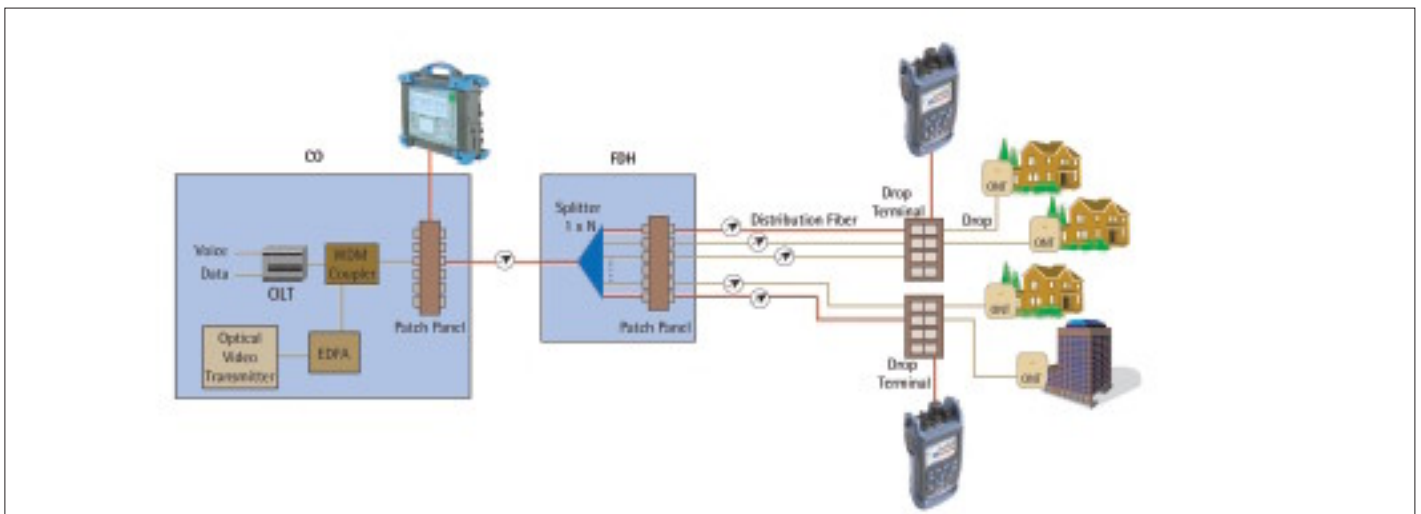 CO
FDH
Voice
Data
OLT
WDM
Coupler
Optical
Video
Transmitter
EDFA
Patch Panel
Splitter
1 x N
Patch Panel
Distribution Fiber
Drop
Terminal
Drop
ONT
ONT
ONT
ONT
Drop
Terminal